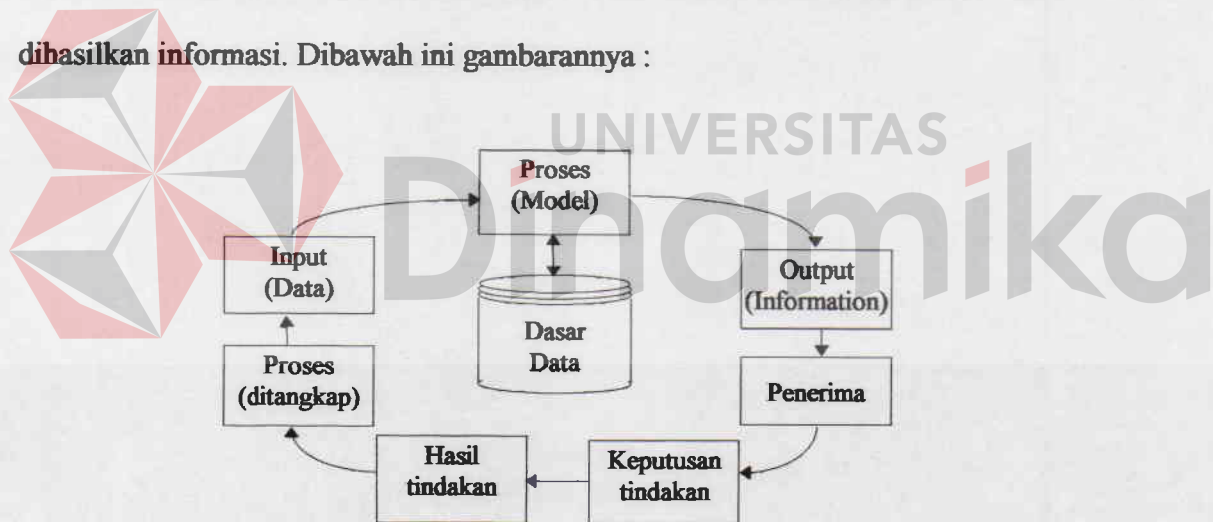 dihasilkan informasi. Dibawah ini gambarannya :
UNIVERSITAS
Dinamika
Proses
(Model)
Input
(Data)
Output
(Information)
Dasar
Data
Proses
(ditangkap)
Penerima
Hasil
tindakan
Keputusan
tindakan